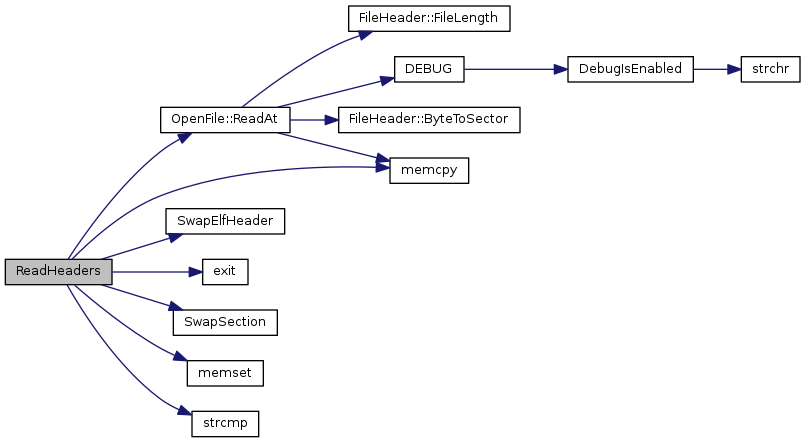 FileHeader::FileLength
DEBUG
DebugIsEnabled
strchr
OpenFile::ReadAt
FileHeader::ByteToSector
memcpy
SwapElfHeader
ReadHeaders
exit
SwapSection
memset
strcmp